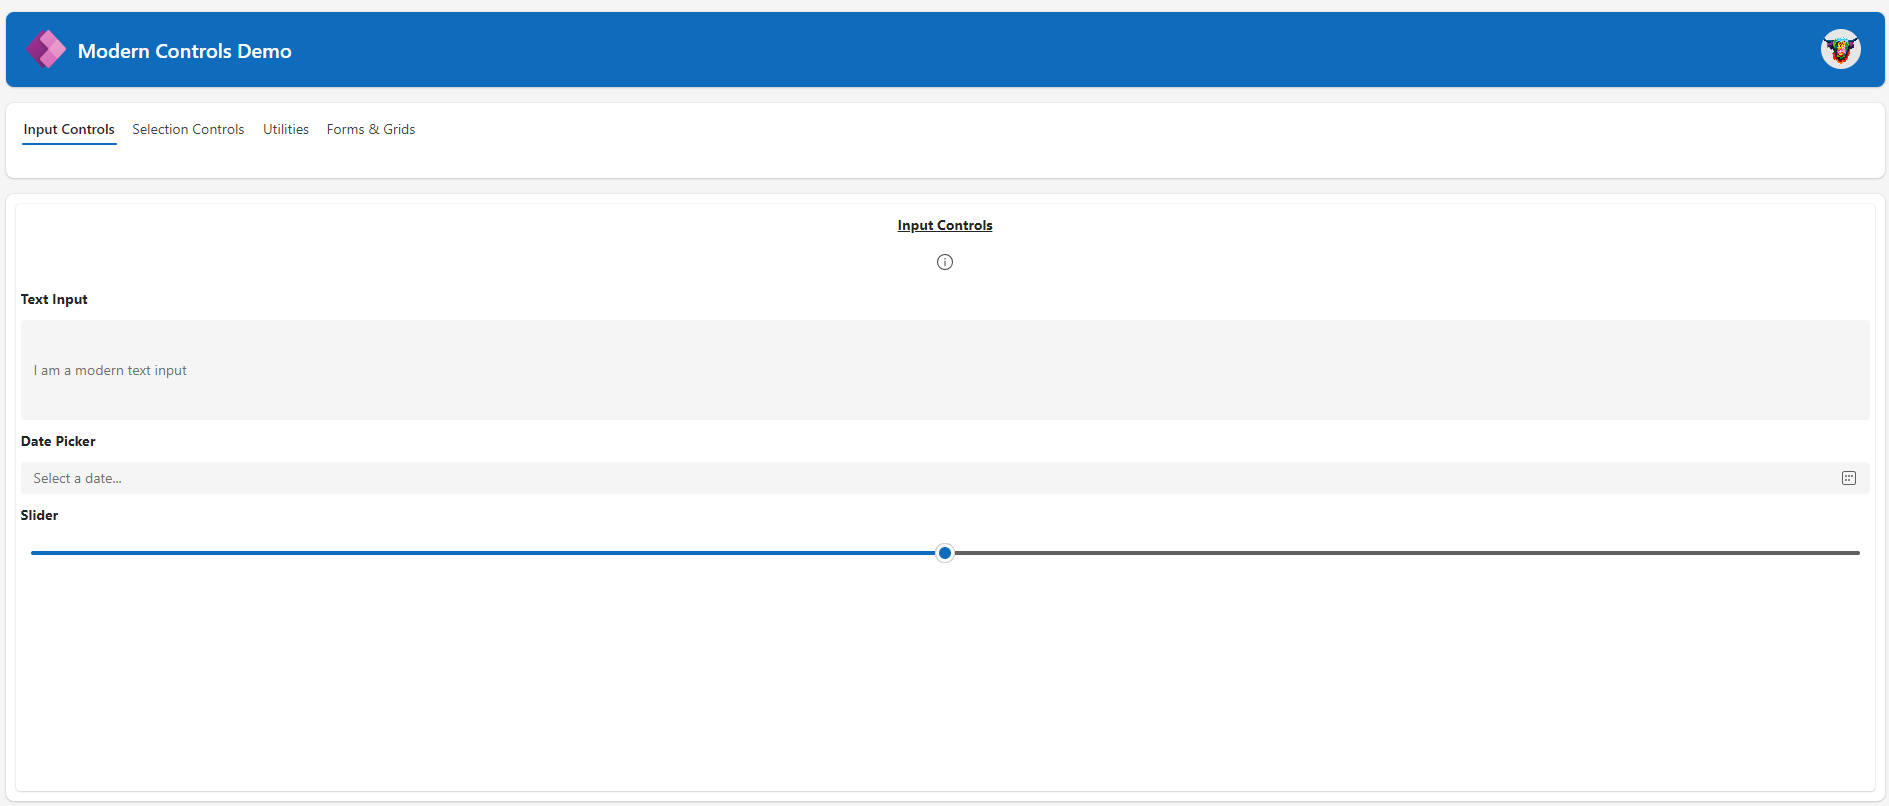 Modern Controls Demo
Input Controls Selection Controls Utilities Forms & Grids
Input Controls
Text Input
I am a modern text input
Date Picker
Select a date...
Slider